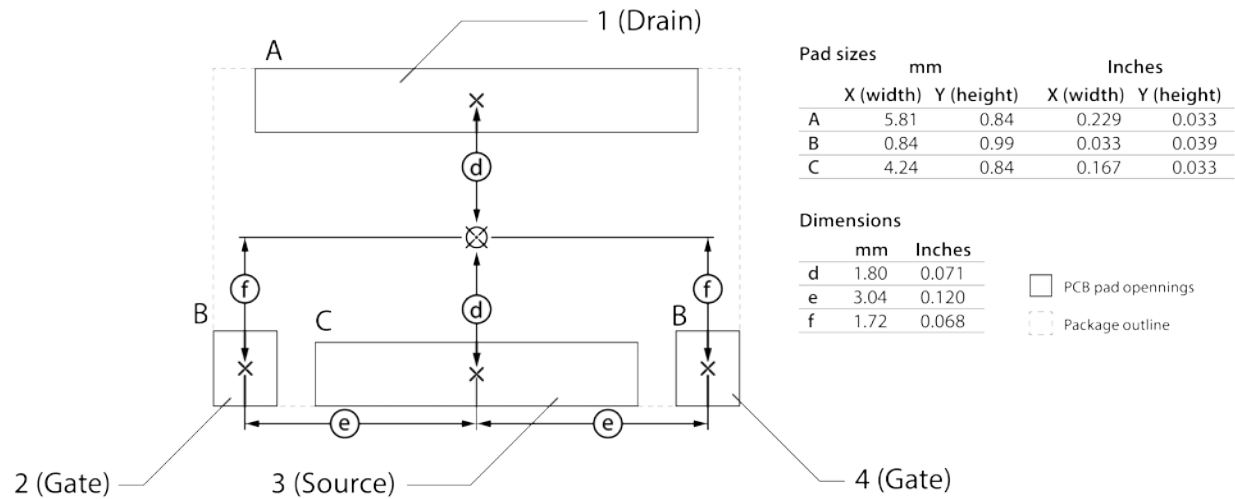 1 (Drain)
A
Pad sizes
mm Inches
X (width) Y (height) X (width) Y (height)
A 5.81 0.84 0.229 0.033
B 0.84 0.99 0.033 0.039
C 4.24 0.84 0.167 0.033
d
Dimensions
mm Inches
d 1.80 0.071
e 3.04 0.120
f 1.72 0.068
PCB pad opennings
Package outline
f
d
f
B
C
B
e
e
2 (Gate)
3 (Source)
4 (Gate)